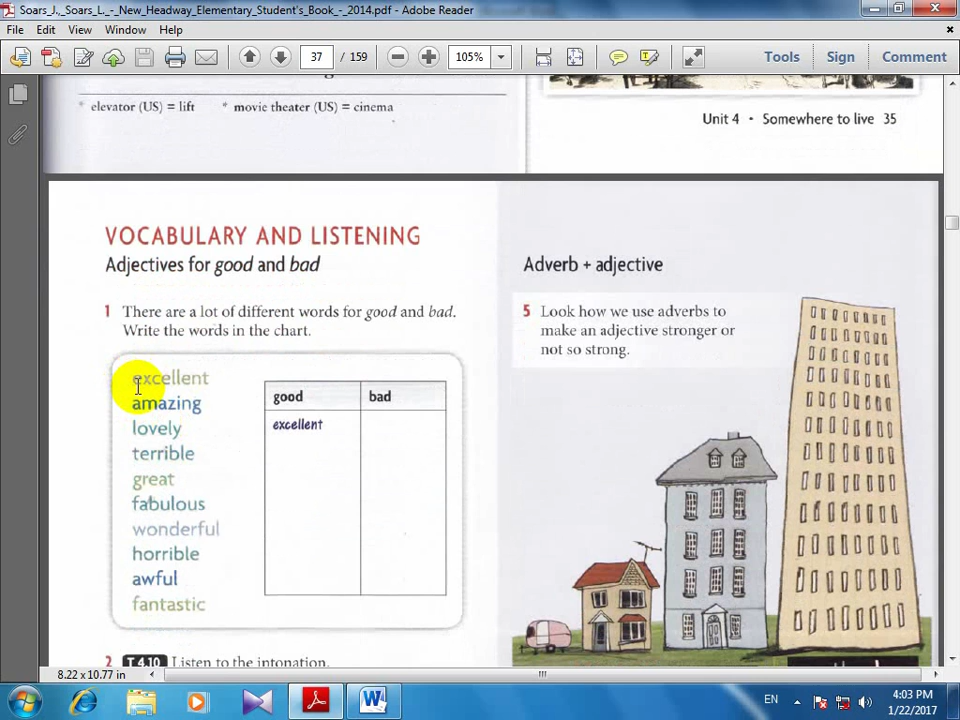 Soars_J.,_Soars_L._-_New_Headway_Elementary_Student's_Book_-_2014.pdf - Adobe Reader
File Edit View Window Help
37 / 159 105% Tools Sign Comment
* elevator (US) = lift * movie theater (US) = cinema
Unit 4 • Somewhere to live 35
VOCABULARY AND LISTENING
Adjectives for good and bad
1 There are a lot of different words for good and bad.
Write the words in the chart.
excellent
amazing
lovely
terrible
great
fabulous
wonderful
horrible
awful
fantastic
good bad
excellent
2 T 4.10 Listen to the intonation.
Adverb + adjective
5 Look how we use adverbs to
make an adjective stronger or
not so strong.
8.22 x 10.77 in
EN 4:03 PM
1/22/2017